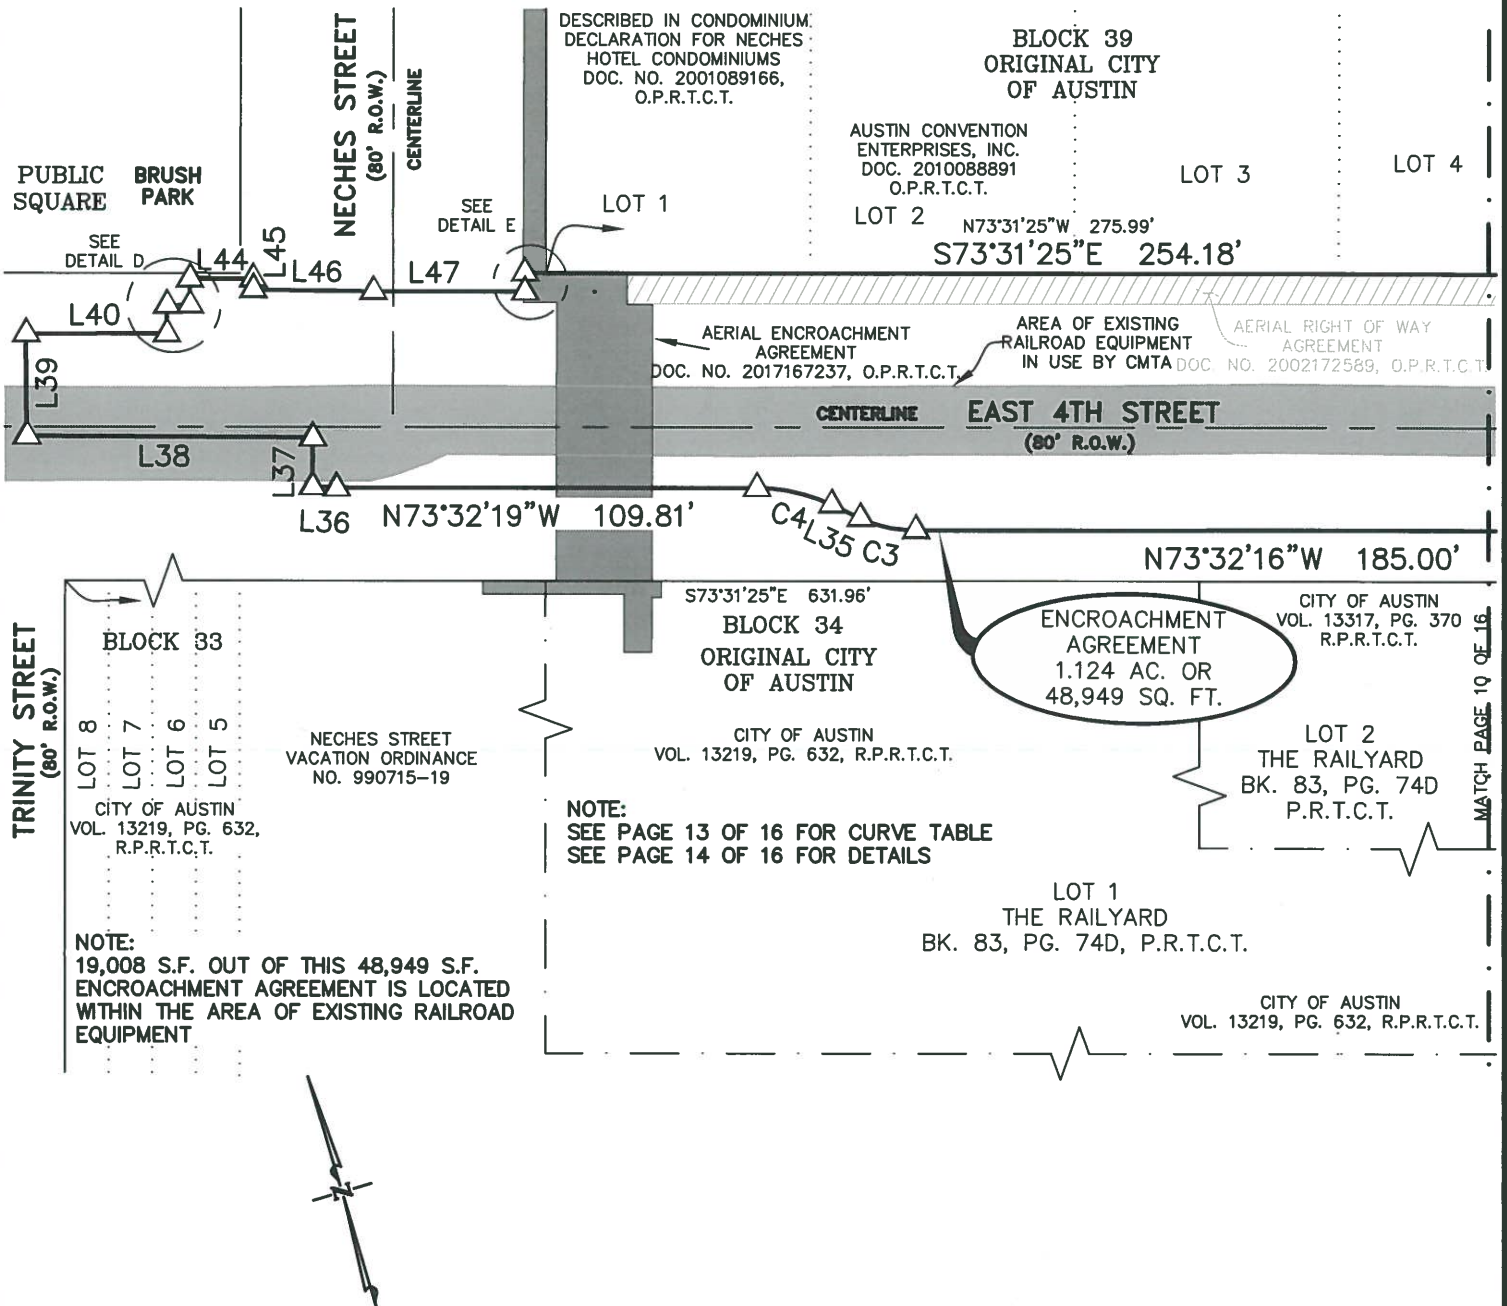 DESCRIBED IN CONDOMINIUM
DECLARATION FOR NECHES
HOTEL CONDOMINIUMS
DOC. NO. 2001089166,
O.P.R.T.C.T.
BLOCK 39
ORIGINAL CITY
OF AUSTIN
NECHES STREET
(80' R.O.W.)
CENTERLINE
AUSTIN CONVENTION
ENTERPRISES, INC.
DOC. 2010088891
O.P.R.T.C.T.
PUBLIC
SQUARE
BRUSH
PARK
LOT 1
LOT 2
LOT 3
LOT 4
SEE
DETAIL D
SEE
DETAIL E
N73°31'25"W 275.99'
S73°31'25"E 254.18'
L44
L45
L46
L47
L40
L39
L38
L37
L36
AERIAL ENCROACHMENT
AGREEMENT
DOC. NO. 2017167237, O.P.R.T.C.T.
AREA OF EXISTING
RAILROAD EQUIPMENT
IN USE BY CMTA
AERIAL RIGHT OF WAY
AGREEMENT
DOC. NO. 2002172589, O.P.R.T.C.T.
CENTERLINE
EAST 4TH STREET
(80' R.O.W.)
N73°32'19"W 109.81'
C4
L35
C3
N73°32'16"W 185.00'
S73°31'25"E 631.96'
BLOCK 34
ORIGINAL CITY
OF AUSTIN
CITY OF AUSTIN
VOL. 13219, PG. 632, R.P.R.T.C.T.
ENCROACHMENT
AGREEMENT
1.124 AC. OR
48,949 SQ. FT.
CITY OF AUSTIN
VOL. 13317, PG. 370
R.P.R.T.C.T.
MATCH PAGE 10 OF 16
TRINITY STREET
(80' R.O.W.)
BLOCK 33
LOT 8
LOT 7
LOT 6
LOT 5
CITY OF AUSTIN
VOL. 13219, PG. 632,
R.P.R.T.C.T.
NECHES STREET
VACATION ORDINANCE
NO. 990715-19
LOT 2
THE RAILYARD
BK. 83, PG. 74D
P.R.T.C.T.
NOTE:
SEE PAGE 13 OF 16 FOR CURVE TABLE
SEE PAGE 14 OF 16 FOR DETAILS
LOT 1
THE RAILYARD
BK. 83, PG. 74D, P.R.T.C.T.
NOTE:
19,008 S.F. OUT OF THIS 48,949 S.F.
ENCROACHMENT AGREEMENT IS LOCATED
WITHIN THE AREA OF EXISTING RAILROAD
EQUIPMENT
CITY OF AUSTIN
VOL. 13219, PG. 632, R.P.R.T.C.T.
N